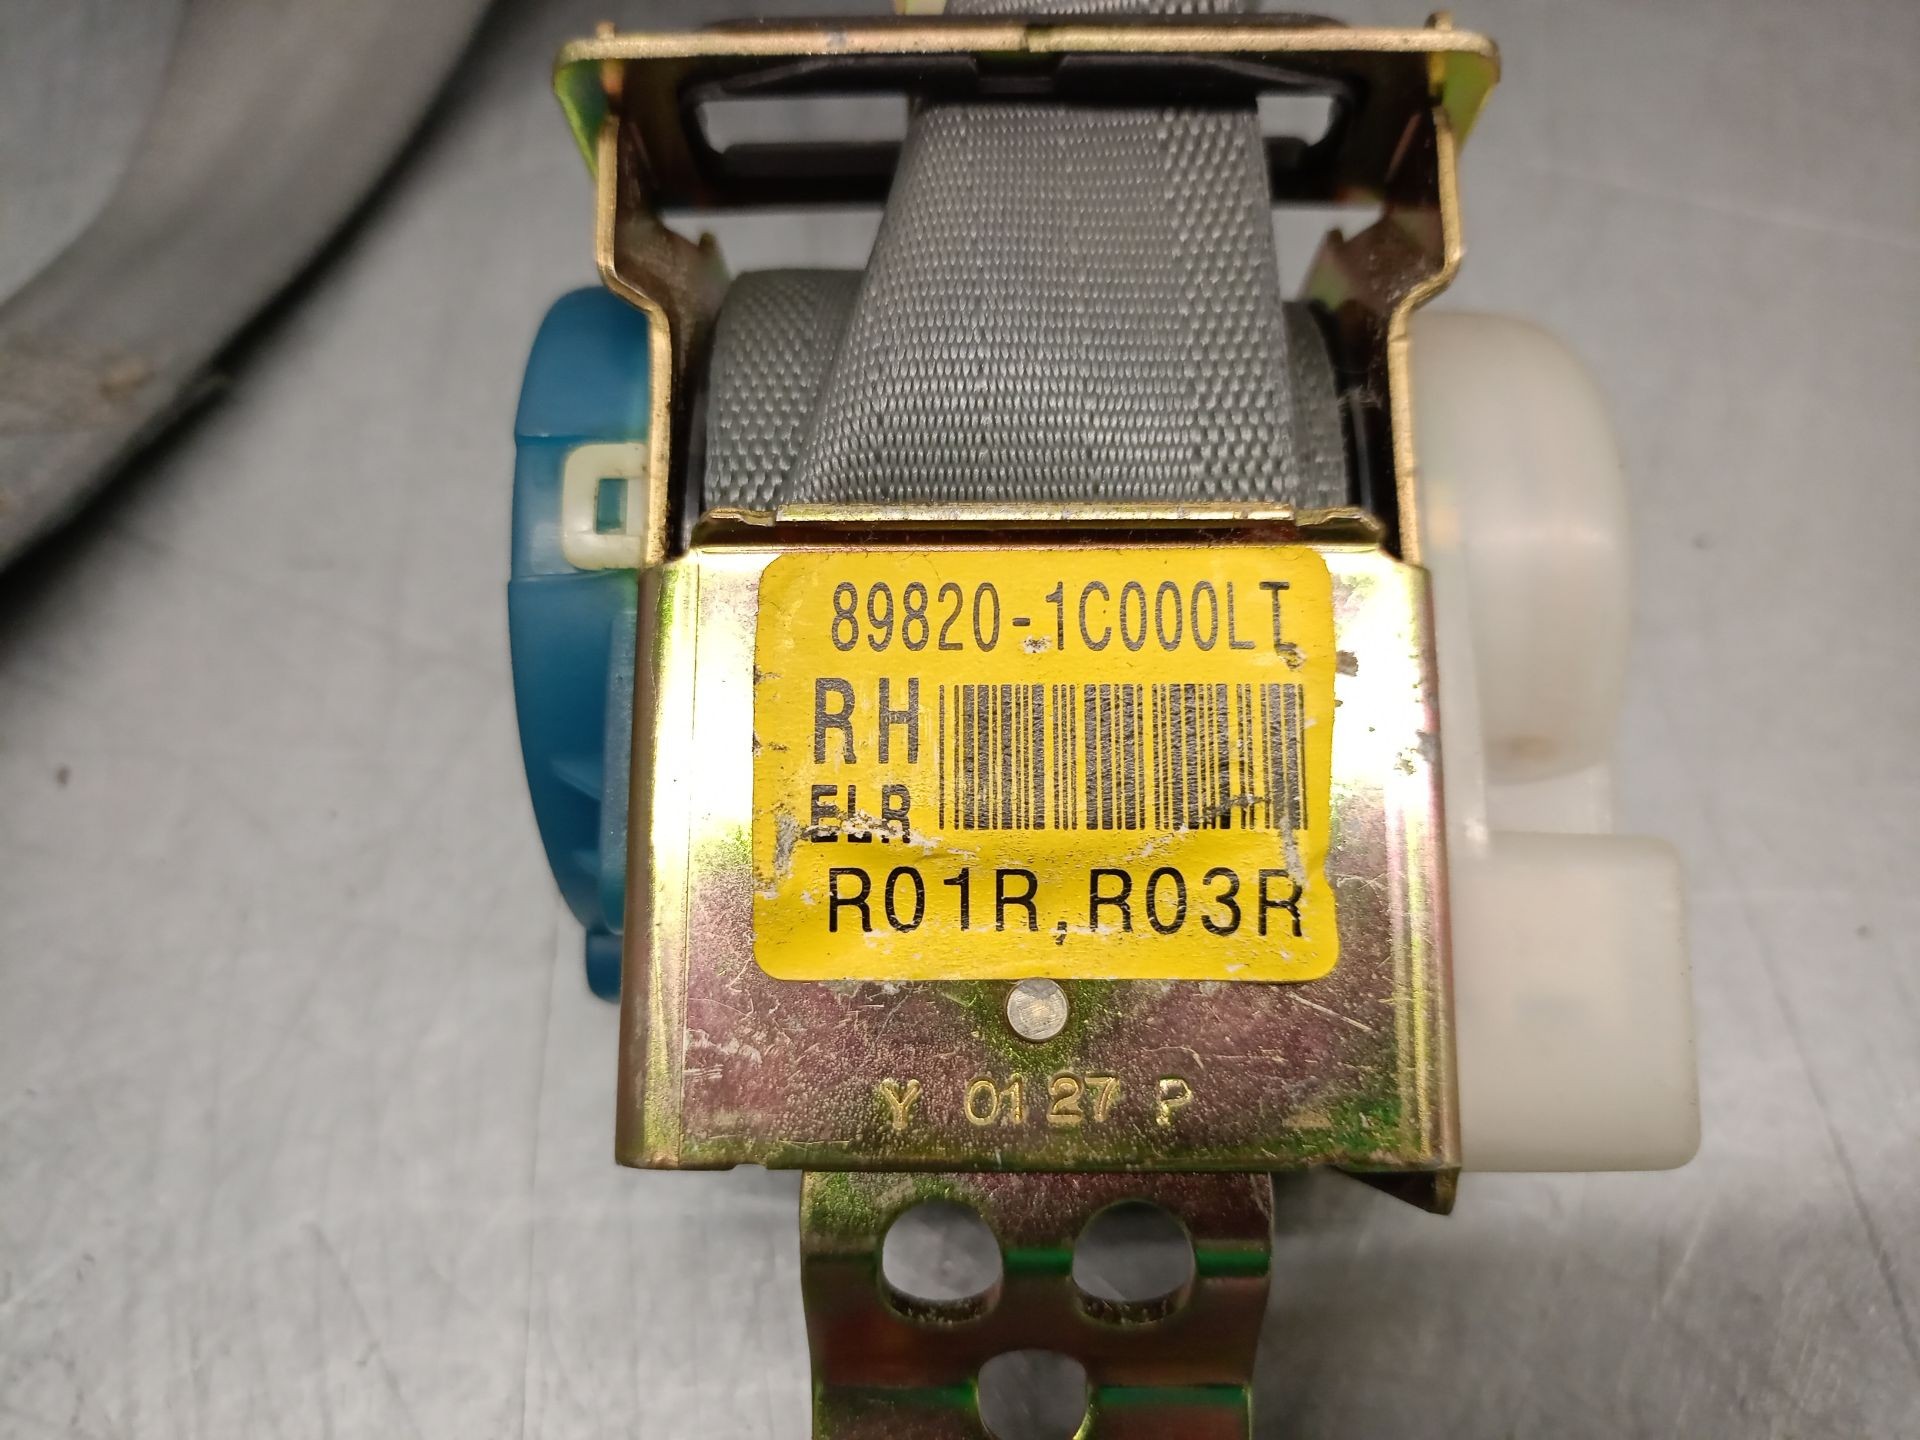 89820-1C000LT
RH
ELR
R01R,R03R
Y 01 27 P